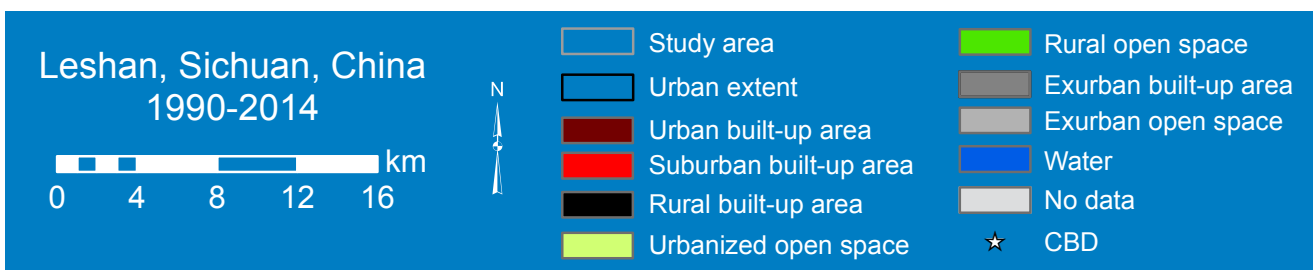 Leshan, Sichuan, China
1990-2014
km
0 4 8 12 16
N
Study area
Urban extent
Urban built-up area
Suburban built-up area
Rural built-up area
Urbanized open space
Rural open space
Exurban built-up area
Exurban open space
Water
No data
CBD